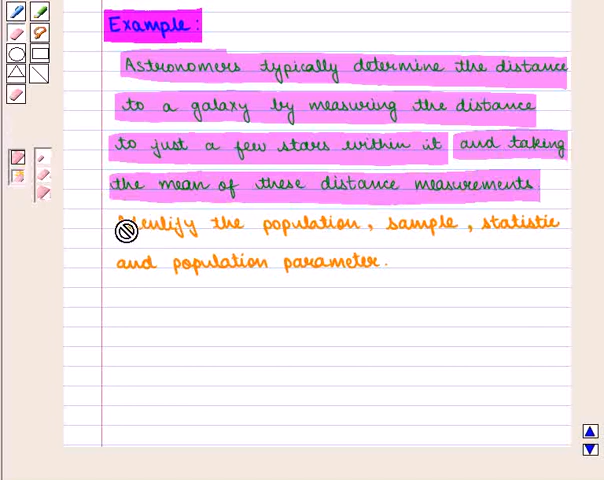 Example:
Astronomers typically determine the distance
to a galaxy by measuring the distance
to just a few stars within it and taking
the mean of these distance measurements.
Identify the population, sample, statistic
and population parameter.